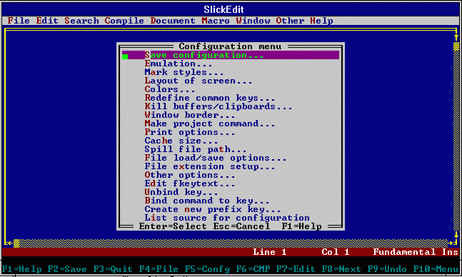 SlickEdit
File Edit Search Compile Document Macro Window Other Help
Configuration menu
Save configuration...
Emulation...
Mark styles...
Layout of screen...
Colors...
Redefine common keys...
Kill buffers/clipboards...
Window border...
Make project command...
Print options...
Cache size...
Spill file path...
File load/save options...
File extension setup...
Other options...
Edit fkeytext...
Unbind key...
Bind command to key...
Create new prefix key...
List source for configuration
Enter=Select Esc=Cancel F1=Help
Line 1 Col 1 Fundamental Ins
F1=Help F2=Save F3=Quit F4=File F5=Confg F6=CMP F7=Edit F8=Next F9=Undo F10=Menu